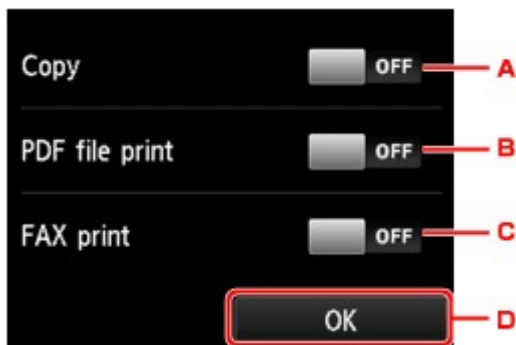 Copy OFF A
PDF file print OFF B
FAX print OFF C
OK D